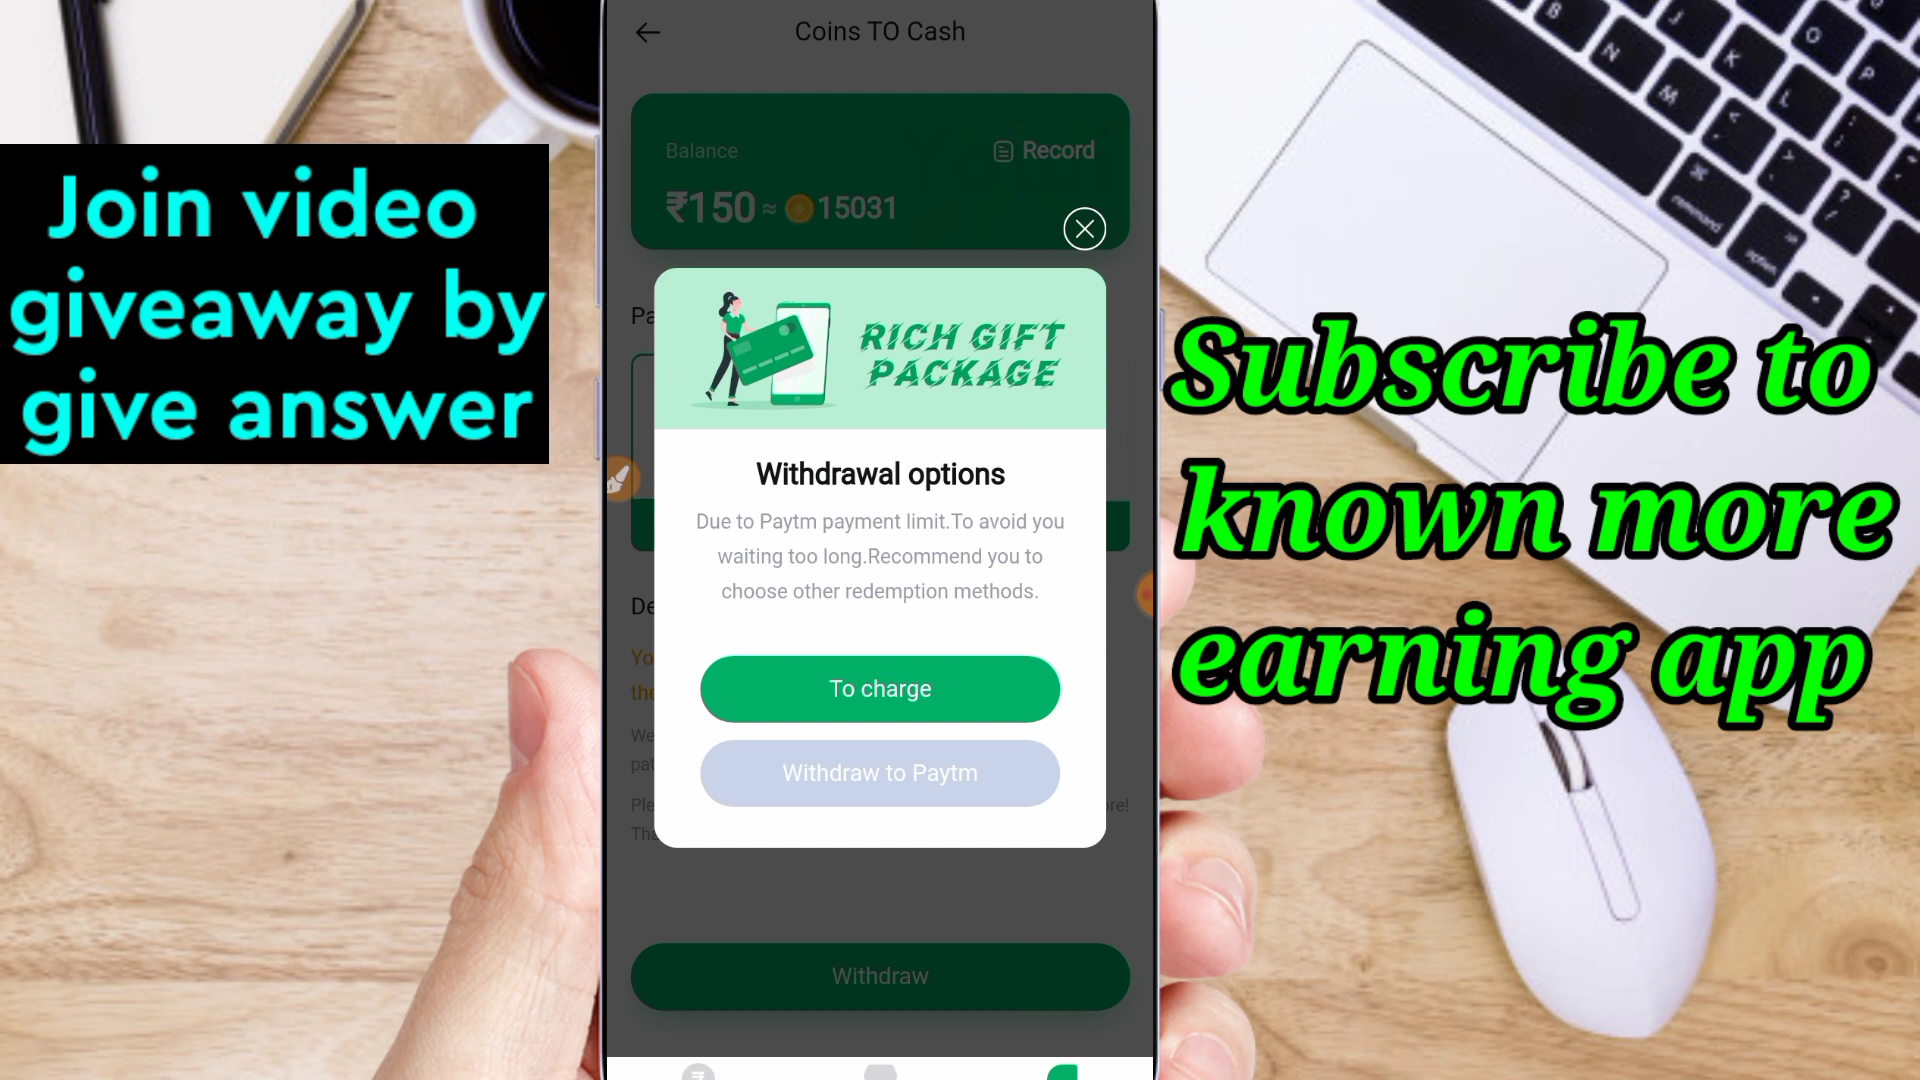 Coins TO Cash
Balance
Record
₹150 ≈ 15031
Join video
giveaway by
give answer
RICH GIFT
PACKAGE
Withdrawal options
Due to Paytm payment limit.To avoid you
waiting too long.Recommend you to
choose other redemption methods.
To charge
Withdraw to Paytm
Withdraw
Subscribe to
known more
earning app
command
option